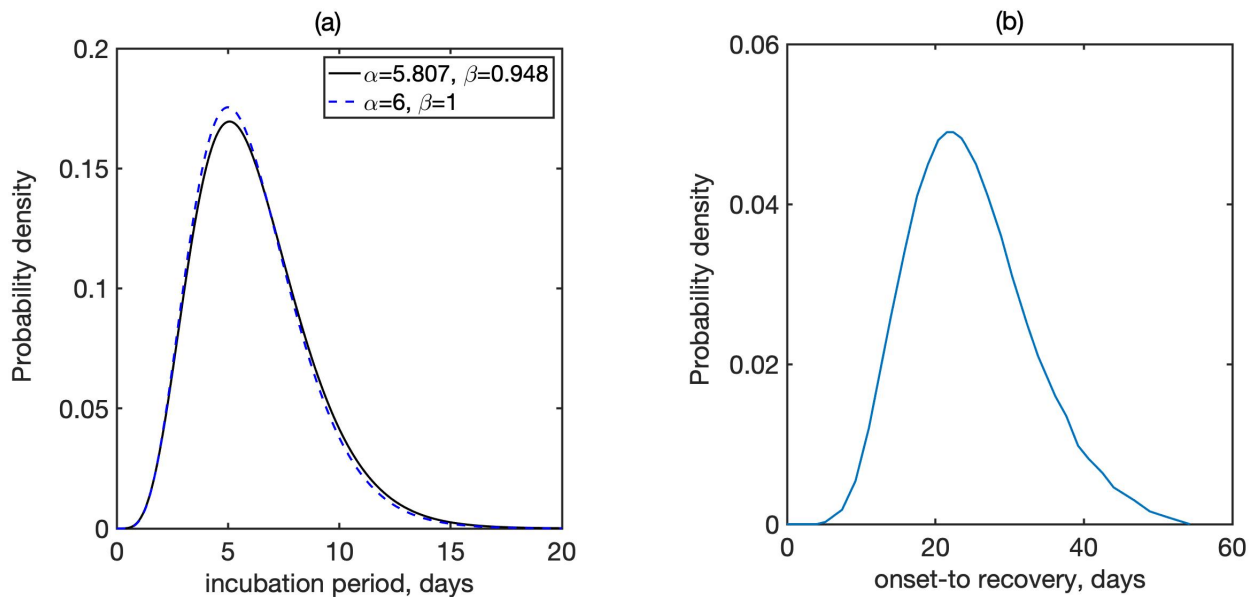 (a)
0.2
0.15
0.1
0.05
0
Probability density
α=5.807, β=0.948
α=6, β=1
0 5 10 15 20
incubation period, days
(b)
0.06
0.04
0.02
0
Probability density
0 20 40 60
onset-to recovery, days